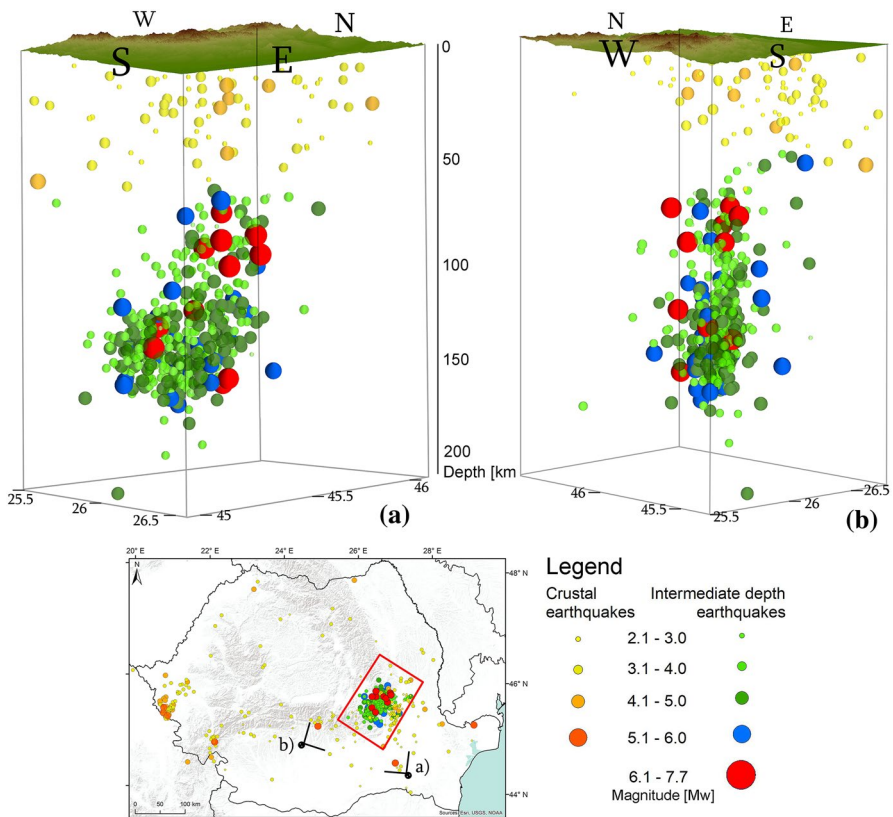 W
N
S
E
0
50
100
150
200
Depth [km
25.5
26
26.5
45
45.5
46
(a)
N
E
W
S
46
45.5
25.5
26
26.5
(b)
20° E
22° E
24° E
26° E
28° E
N
48° N
46° N
44° N
b)
a)
0
50
100 km
Sources: Esri, USGS, NOAA
Legend
Crustal
earthquakes
Intermediate depth
earthquakes
2.1 - 3.0
3.1 - 4.0
4.1 - 5.0
5.1 - 6.0
6.1 - 7.7
Magnitude [Mw]